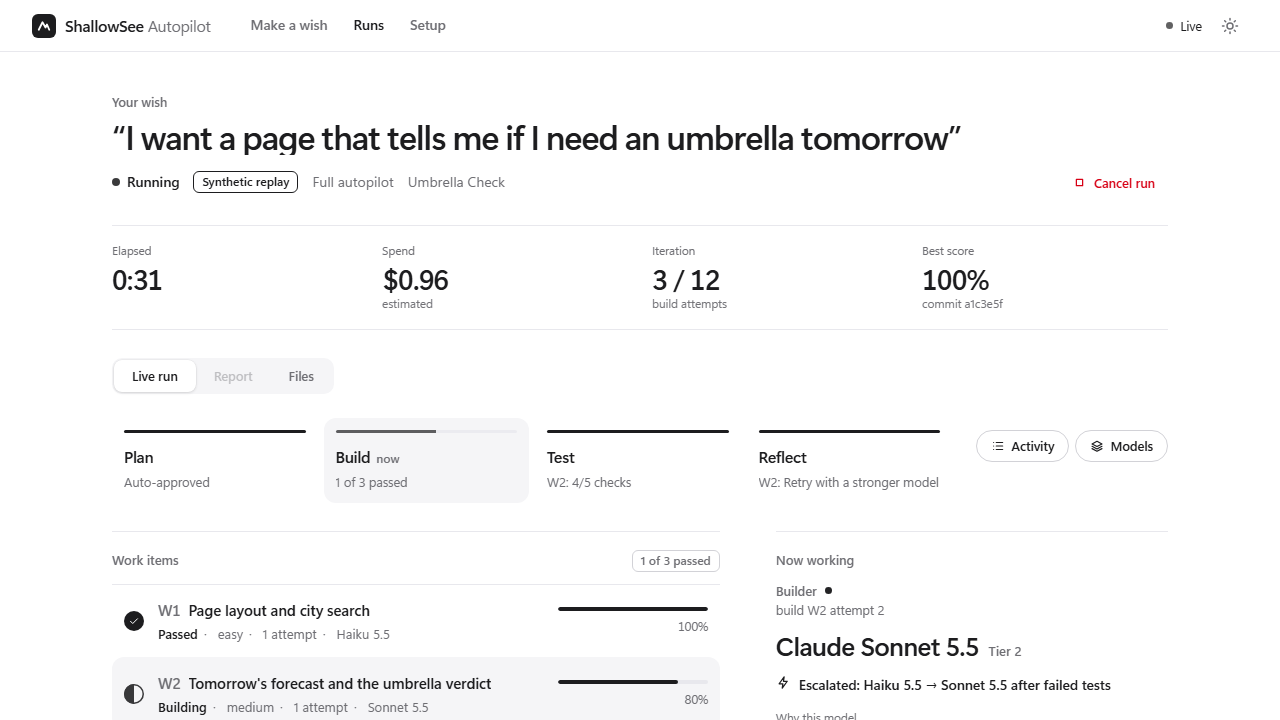 ShallowSee Autopilot Make a wish Runs Setup Live
Your wish
“I want a page that tells me if I need an umbrella tomorrow”
Running Synthetic replay Full autopilot Umbrella Check Cancel run
Elapsed Spend Iteration Best score
0:31 $0.96 3 / 12 100%
estimated build attempts commit a1c3e5f
Live run Report Files
Plan Build now Test Reflect Activity Models
Auto-approved 1 of 3 passed W2: 4/5 checks W2: Retry with a stronger model
Work items 1 of 3 passed
W1 Page layout and city search
100%
Passed · easy · 1 attempt · Haiku 5.5
W2 Tomorrow's forecast and the umbrella verdict
80%
Building · medium · 1 attempt · Sonnet 5.5
Now working
Builder
build W2 attempt 2
Claude Sonnet 5.5 Tier 2
Escalated: Haiku 5.5 → Sonnet 5.5 after failed tests
Why this model